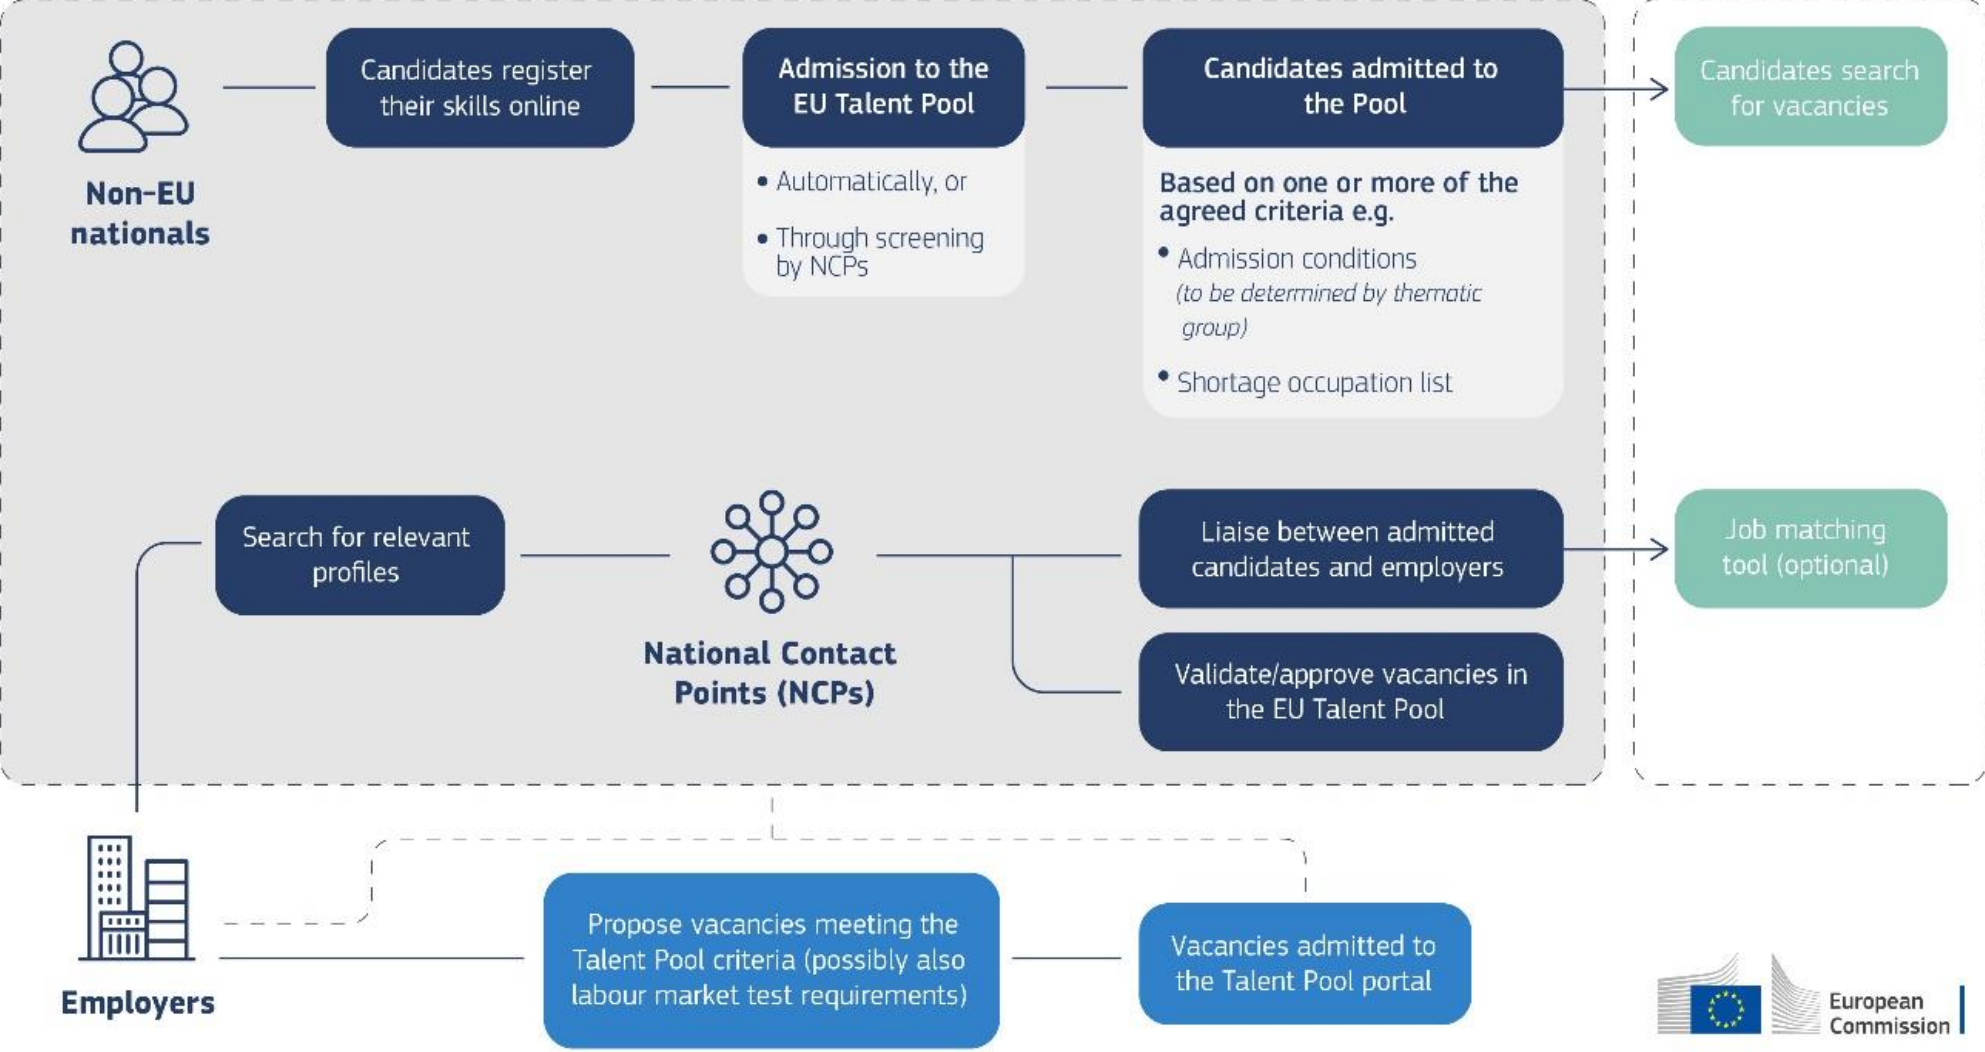 Non-EU
nationals
Candidates register
their skills online
Admission to the
EU Talent Pool
• Automatically, or
• Through screening
by NCPs
Candidates admitted to
the Pool
Based on one or more of the
agreed criteria e.g.
• Admission conditions
(to be determined by thematic
group)
• Shortage occupation list
Candidates search
for vacancies
Search for relevant
profiles
National Contact
Points (NCPs)
Liaise between admitted
candidates and employers
Validate/approve vacancies in
the EU Talent Pool
Job matching
tool (optional)
Employers
Propose vacancies meeting the
Talent Pool criteria (possibly also
labour market test requirements)
Vacancies admitted to
the Talent Pool portal
European
Commission